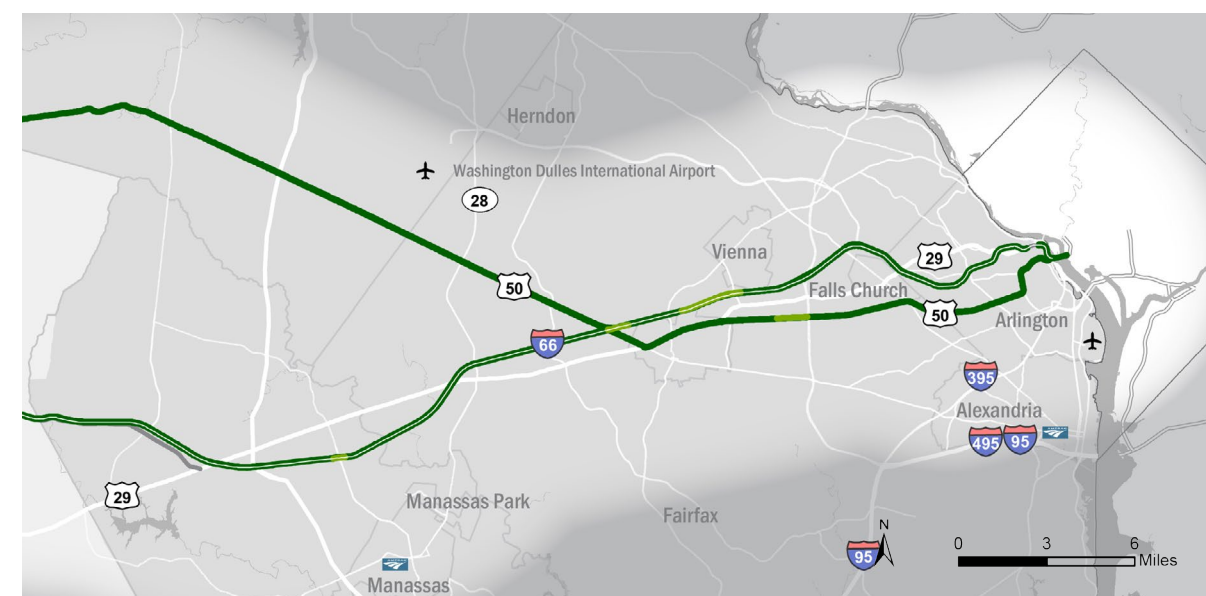 Herndon
Washington Dulles International Airport
28
Vienna
29
50
Falls Church
50
Arlington
66
395
Alexandria
495
95
29
Manassas Park
Fairfax
N
95
0
3
6
Miles
Manassas